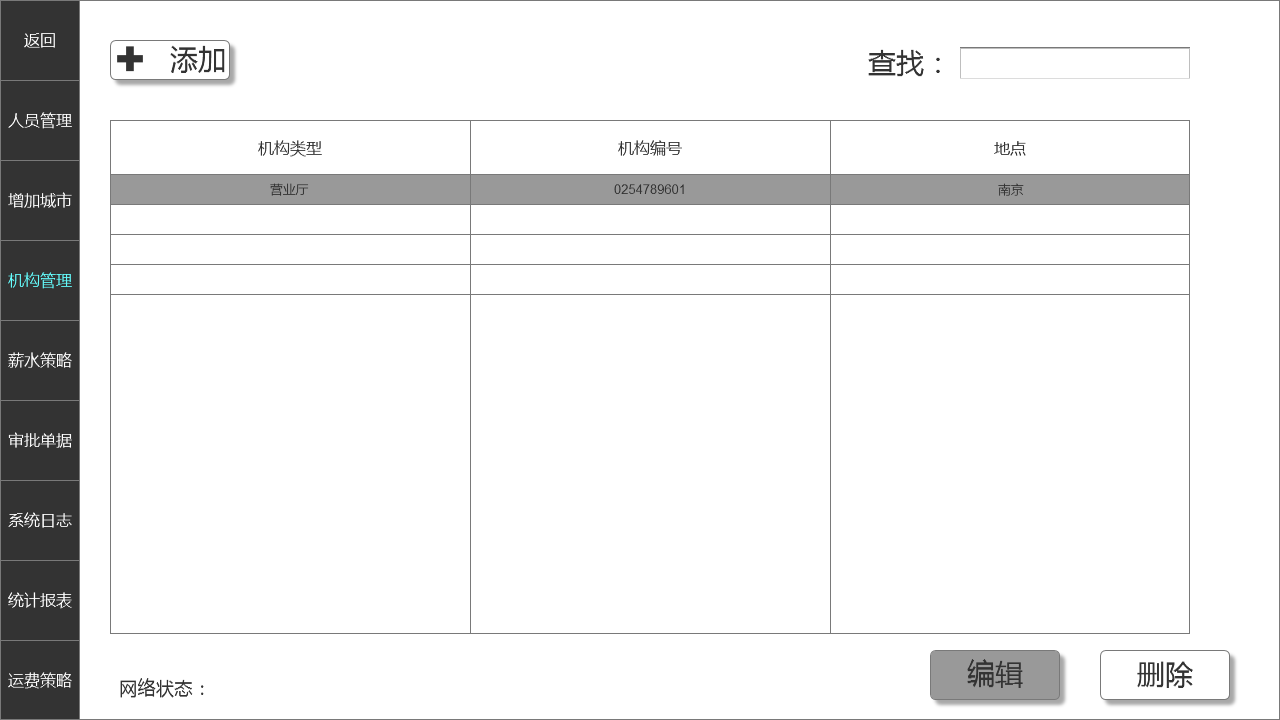 返回
人员管理
增加城市
机构管理
薪水策略
审批单据
系统日志
统计报表
运费策略
添加
查找：
机构类型 机构编号 地点
营业厅 0254789601 南京
网络状态：
编辑 删除